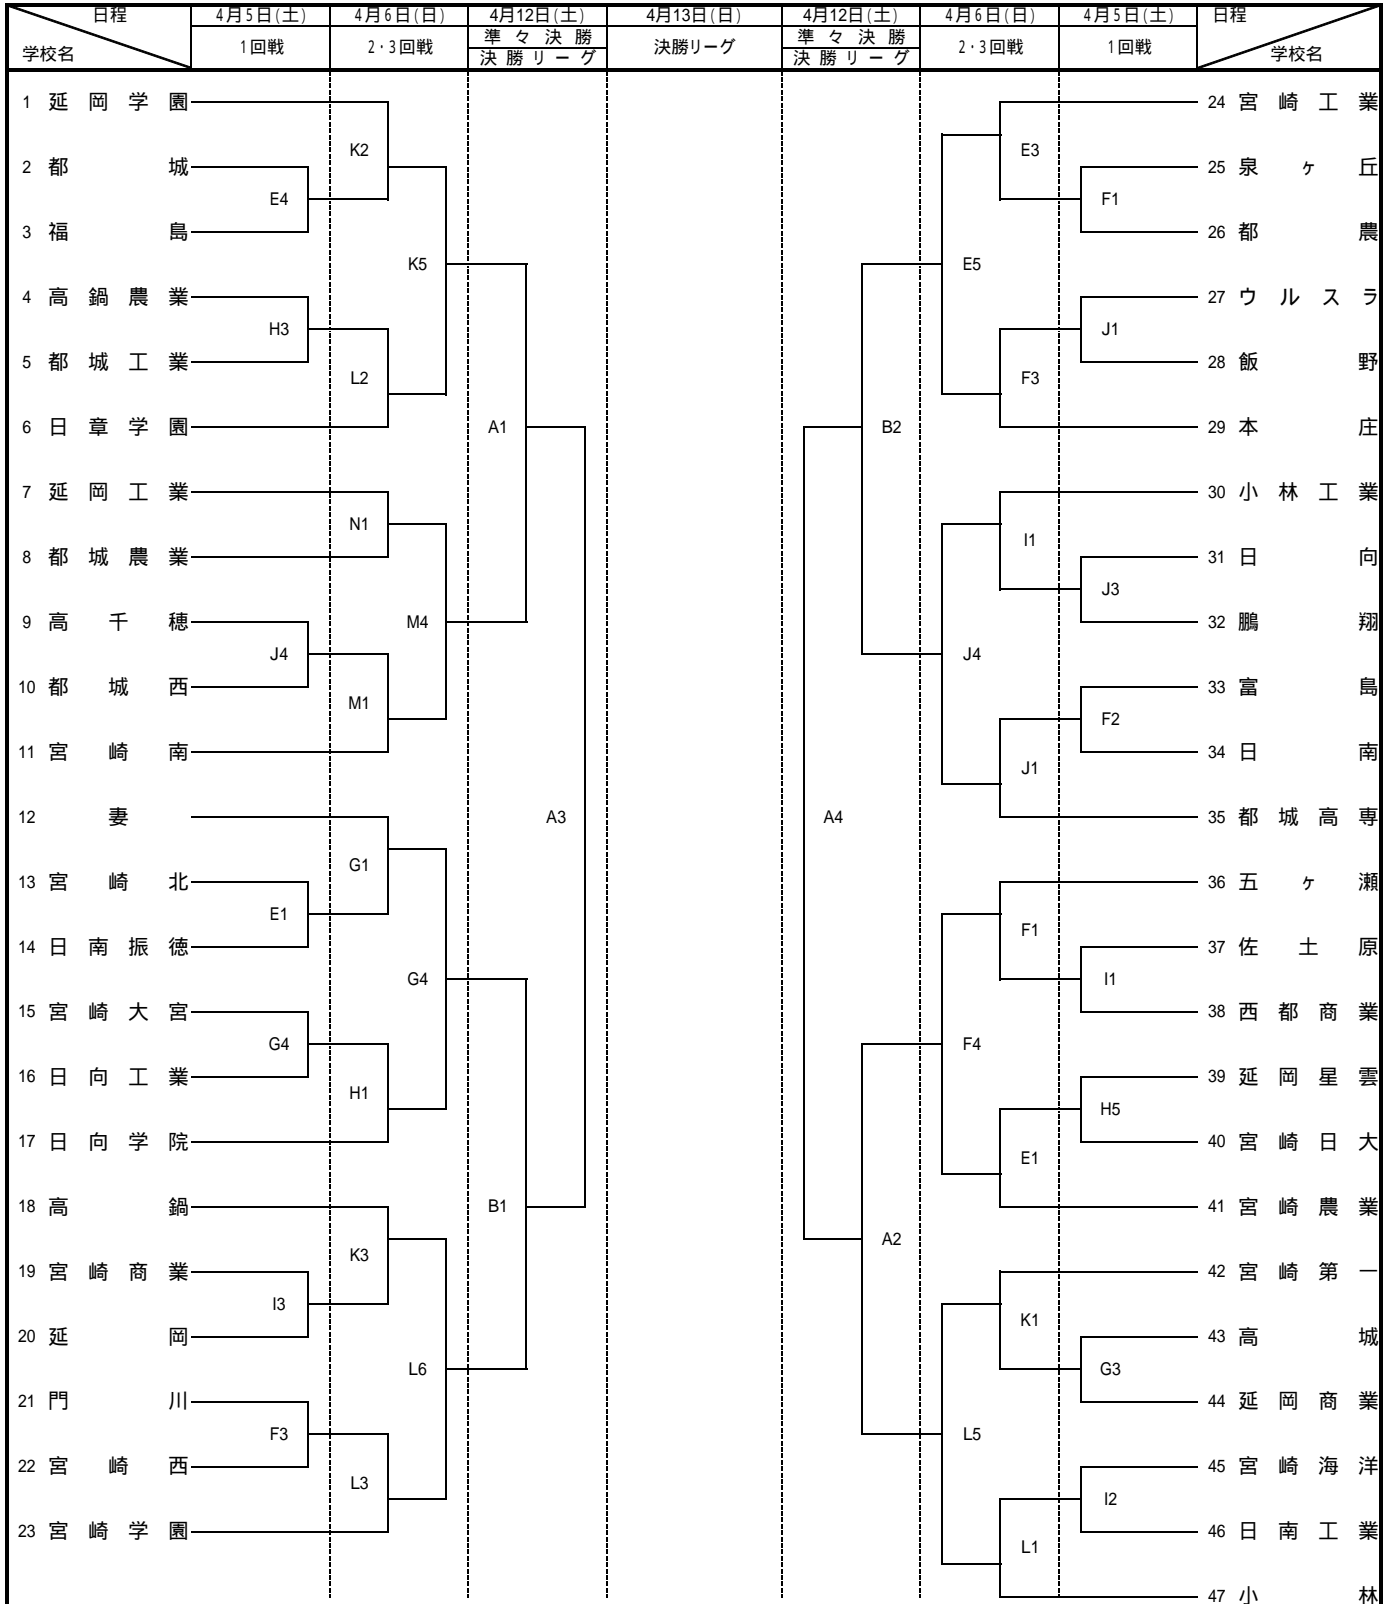 日程 4月5日(土) 4月6日(日) 4月12日(土) 4月13日(日) 4月12日(土) 4月6日(日) 4月5日(土) 日程
学校名 1回戦 2・3回戦 準々決勝 決勝リーグ 決勝リーグ 準々決勝 決勝リーグ 2・3回戦 1回戦 学校名
1 延岡学園 24 宮崎工業
K2 E3
2 都城 25 泉ヶ丘
E4 F1
3 福島 26 都農
K5 E5
4 高鍋農業 27 ウルスラ
H3 J1
5 都城工業 28 飯野
L2 F3
6 日章学園 A1 B2 29 本庄
7 延岡工業 30 小林工業
N1 I1
8 都城農業 31 日向
J3
9 高千穂 M4 32 鵬翔
J4 J4
10 都城西 33 富島
M1 F2
11 宮崎南 34 日南
J1
12 妻 A3 A4 35 都城高専
G1
13 宮崎北 36 五ヶ瀬
E1 F1
14 日南振徳 37 佐土原
G4 I1
15 宮崎大宮 38 西都商業
G4 F4
16 日向工業 39 延岡星雲
H1 H5
17 日向学院 40 宮崎日大
E1
18 高鍋 B1 41 宮崎農業
K3 A2
19 宮崎商業 42 宮崎第一
I3 K1
20 延岡 43 高城
L6 G3
21 門川 44 延岡商業
F3 L5
22 宮崎西 45 宮崎海洋
L3 I2
23 宮崎学園 46 日南工業
L1
47 小林